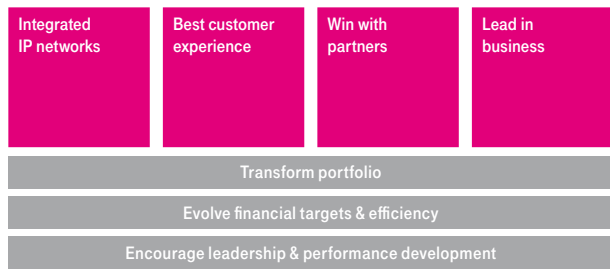 Integrated
IP networks
Best customer
experience
Win with
partners
Lead in
business
Transform portfolio
Evolve financial targets & efficiency
Encourage leadership & performance development